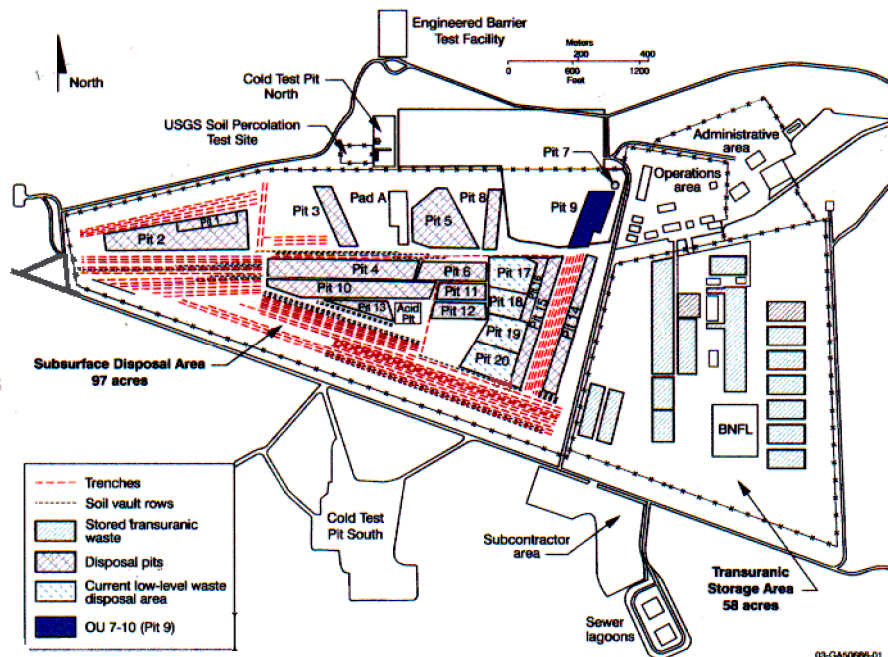 Engineered Barrier
Test Facility
Meters
0 200 400
0 600 1200
Feet
North
Cold Test Pit
North
USGS Soil Percolation
Test Site
Administrative
area
Pit 7
Operations
area
Pit 1
Pit 2
Pit 3
Pad A
Pit 5
Pit 8
Pit 9
Pit 4
Pit 6
Pit 17
Pit 10
Pit 11
Pit 18
Pit 15
Pit 14
Pit 13
Acid
Pit
Pit 12
Pit 19
Pit 20
Subsurface Disposal Area
97 acres
BNFL
Trenches
Soil vault rows
Stored transuranic
waste
Disposal pits
Current low-level waste
disposal area
OU 7-10 (Pit 9)
Cold Test
Pit South
Subcontractor
area
Transuranic
Storage Area
58 acres
Sewer
lagoons
03-GA50666-01